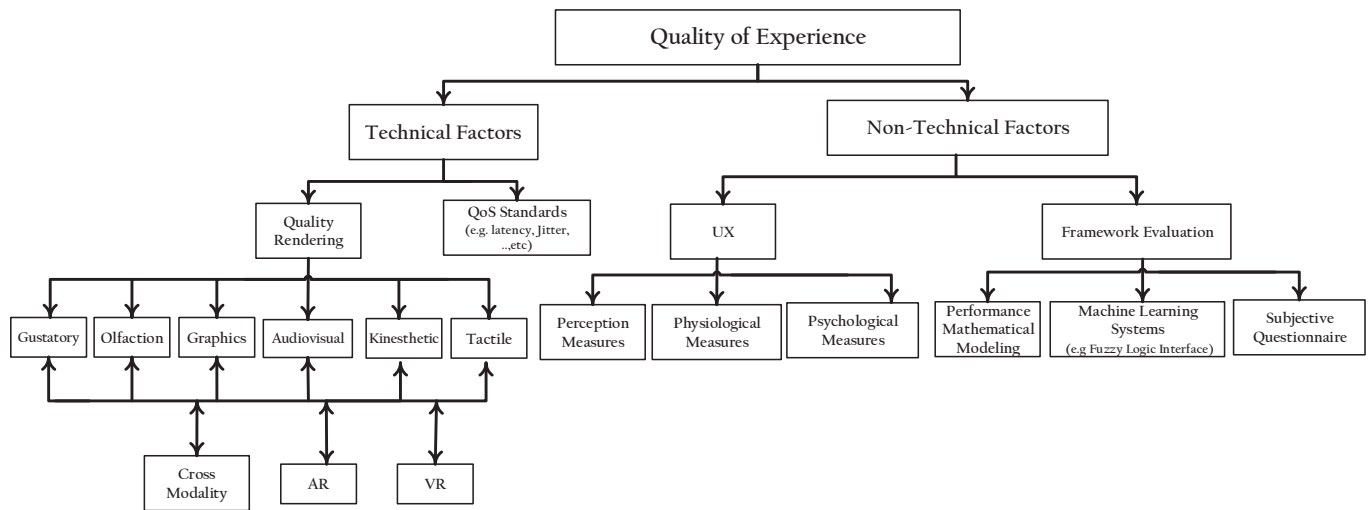 Quality of Experience
Technical Factors
Non-Technical Factors
Quality
Rendering
QoS Standards
(e.g. latency, Jitter,
..,etc)
UX
Framework Evaluation
Gustatory
Olfaction
Graphics
Audiovisual
Kinesthetic
Tactile
Perception
Measures
Physiological
Measures
Psychological
Measures
Performance
Mathematical
Modeling
Machine Learning
Systems
(e.g Fuzzy Logic Interface)
Subjective
Questionnaire
Cross
Modality
AR
VR